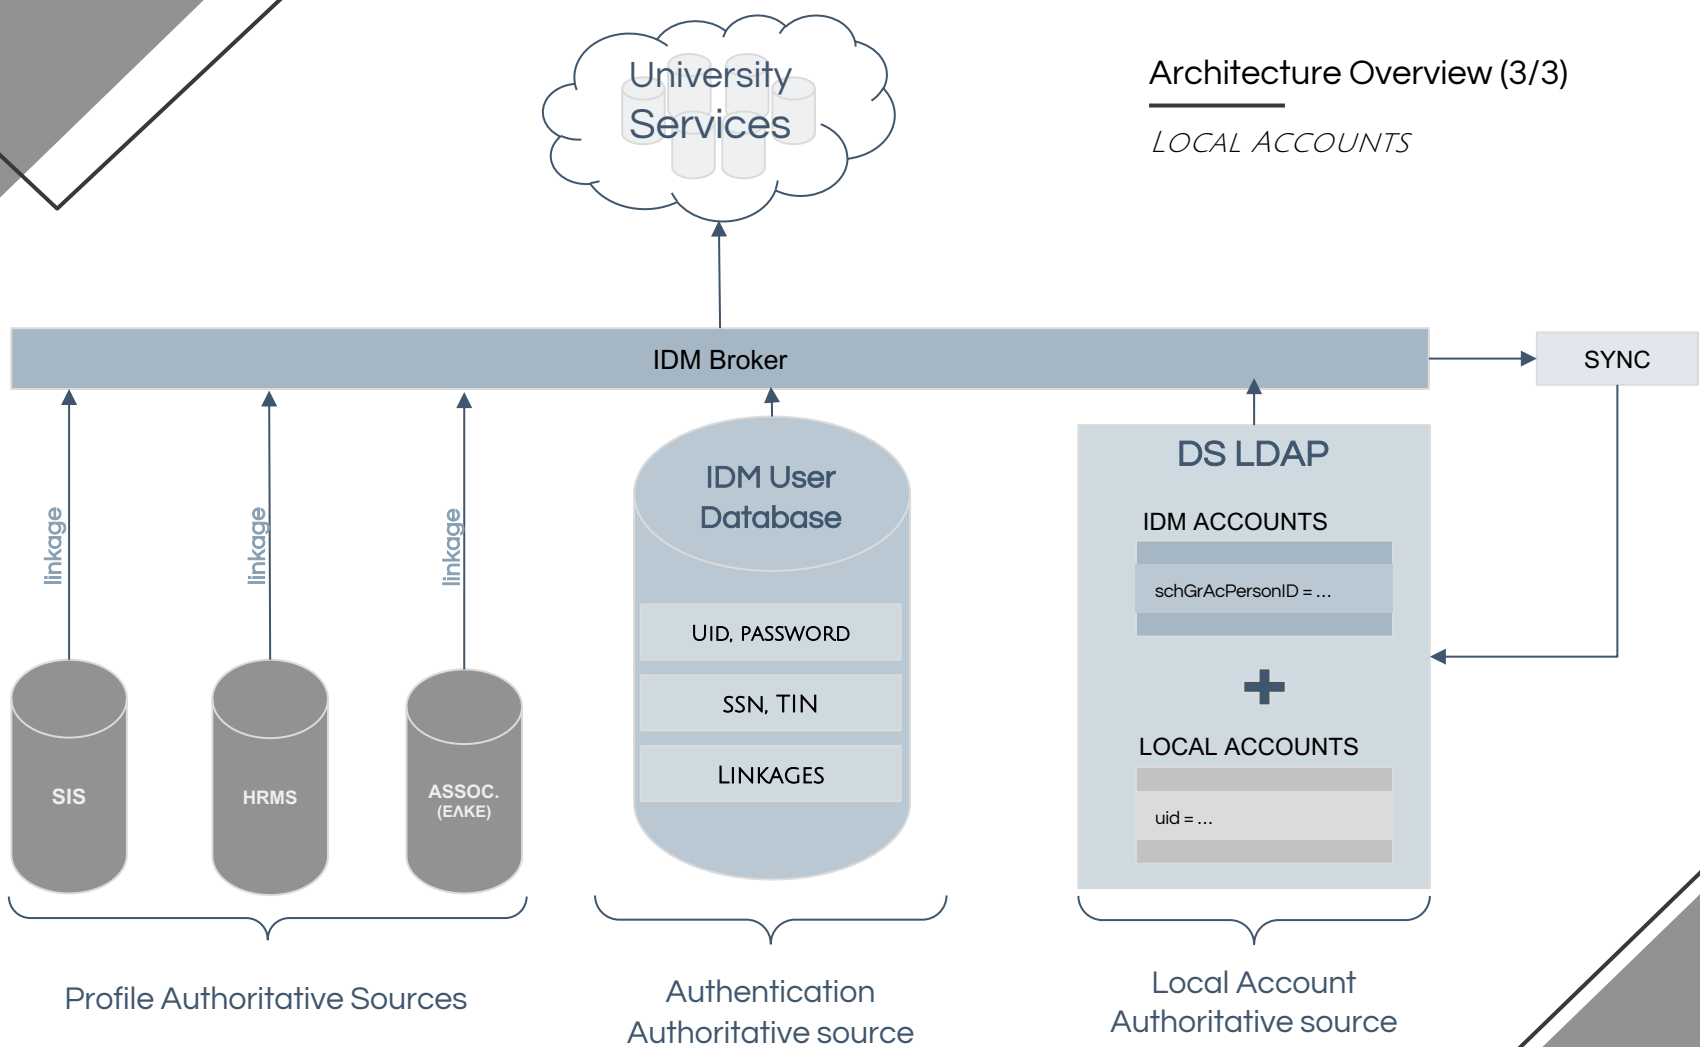 University
Services
Architecture Overview (3/3)
LOCAL ACCOUNTS
IDM Broker
SYNC
linkage
linkage
linkage
SIS
HRMS
ASSOC.
(ΕΛΚΕ)
IDM User
Database
UID, PASSWORD
SSN, TIN
LINKAGES
DS LDAP
IDM ACCOUNTS
schGrAcPersonID = ...
LOCAL ACCOUNTS
uid = ...
Profile Authoritative Sources
Authentication
Authoritative source
Local Account
Authoritative source